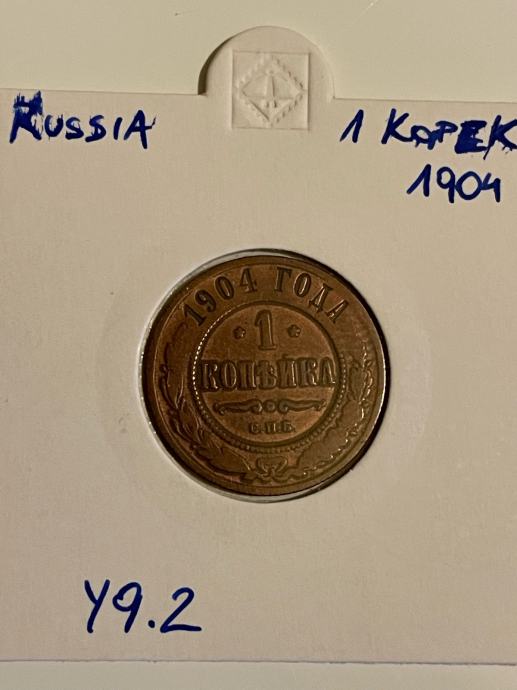 RUSSIA
1 KOPEK
1904
1904 ГОДА
* 1 *
КОПѢЙКА
С.П.Б.
Y9.2